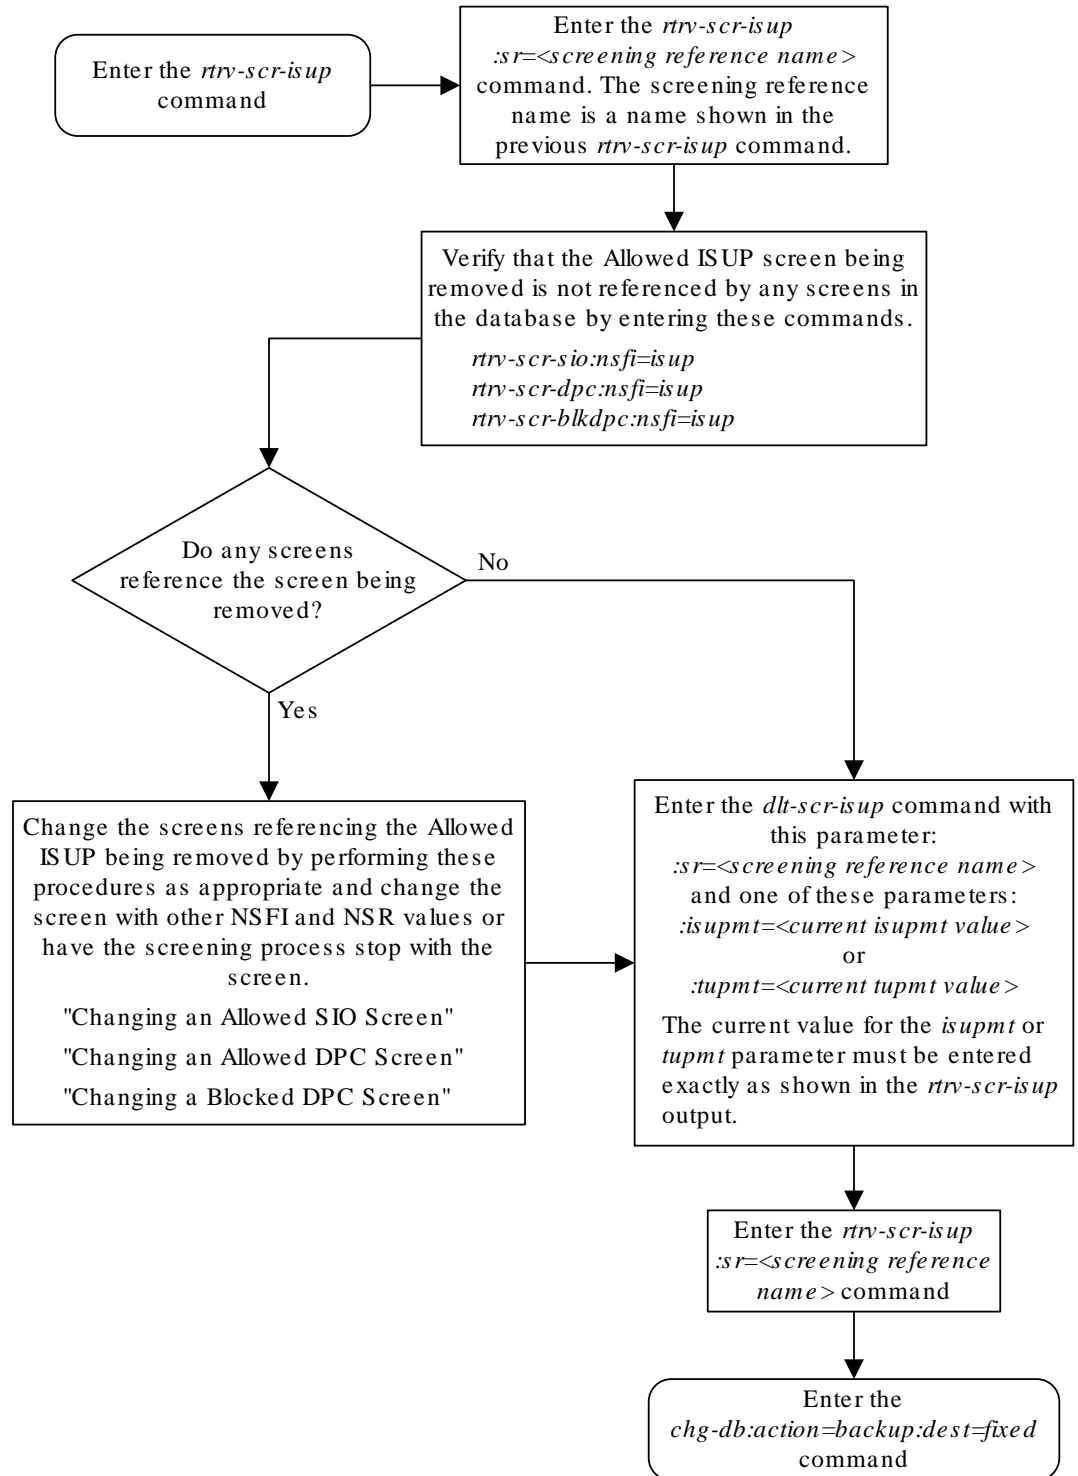 Enter the rtrv-scr-isup
command
Enter the rtrv-scr-isup
:sr=<screening reference name>
command. The screening reference
name is a name shown in the
previous rtrv-scr-isup command.
Verify that the Allowed ISUP screen being
removed is not referenced by any screens in
the database by entering these commands.
rtrv-scr-sio:nsfi=isup
rtrv-scr-dpc:nsfi=isup
rtrv-scr-blkdpc:nsfi=isup
Do any screens
reference the screen being
removed?
No
Yes
Change the screens referencing the Allowed
ISUP being removed by performing these
procedures as appropriate and change the
screen with other NSFI and NSR values or
have the screening process stop with the
screen.
"Changing an Allowed SIO Screen"
"Changing an Allowed DPC Screen"
"Changing a Blocked DPC Screen"
Enter the dlt-scr-isup command with
this parameter:
:sr=<screening reference name>
and one of these parameters:
:isupmt=<current isupmt value>
or
:tupmt=<current tupmt value>
The current value for the isupmt or
tupmt parameter must be entered
exactly as shown in the rtrv-scr-isup
output.
Enter the rtrv-scr-isup
:sr=<screening reference
name> command
Enter the
chg-db:action=backup:dest=fixed
command